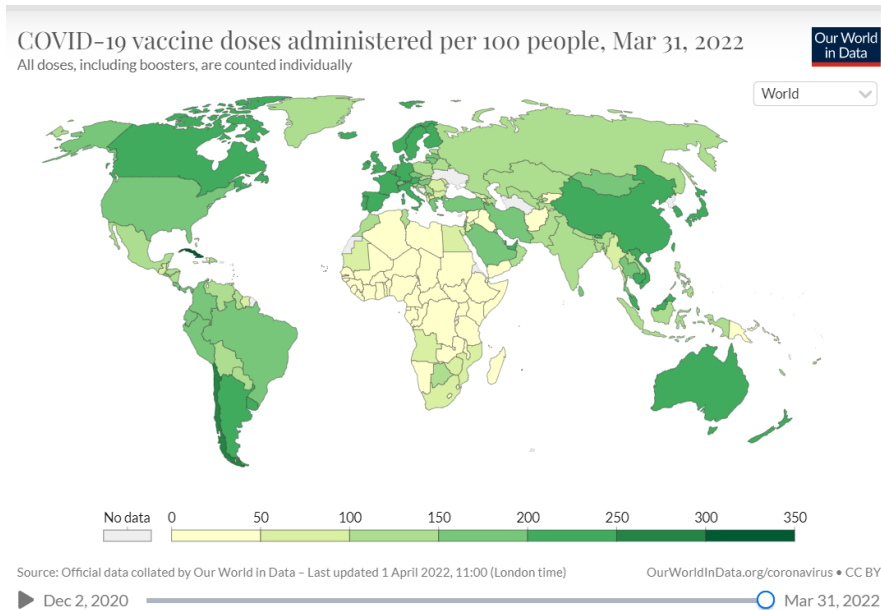 COVID-19 vaccine doses administered per 100 people, Mar 31, 2022
All doses, including boosters, are counted individually
Our World
in Data
World
No data
0
50
100
150
200
250
300
350
Source: Official data collated by Our World in Data – Last updated 1 April 2022, 11:00 (London time)
OurWorldInData.org/coronavirus • CC BY
Dec 2, 2020
Mar 31, 2022